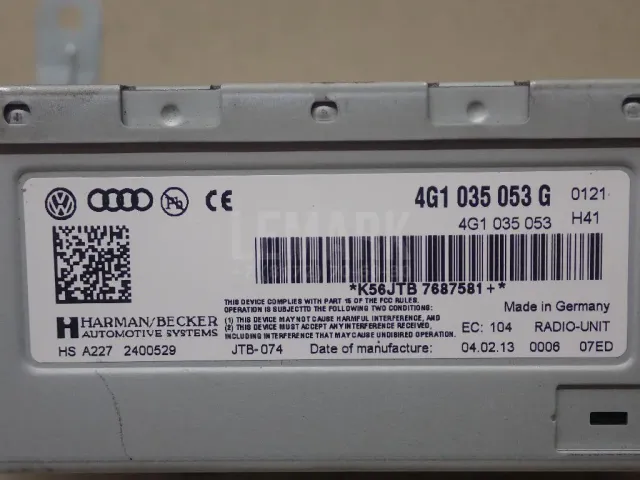 4G1 035 053 G 0121
4G1 035 053 H41
LEMARK
*K56JTB 7687581+*
THIS DEVICE COMPLIES WITH PART 15 OF THE FCC RULES.
OPERATION IS SUBJECTED TO THE FOLLOWING TWO CONDITIONS:
(1) THIS DEVICE MAY NOT CAUSE HARMFUL INTERFERENCE, AND
(2) THIS DEVICE MUST ACCEPT ANY INTERFERENCE RECEIVED,
INCLUDING INTERFERENCE THAT MAY CAUSE UNDESIRED OPERATION.
Made in Germany
HARMAN/BECKER
AUTOMOTIVE SYSTEMS
EC: 104 RADIO-UNIT
HS A227 2400529 JTB-074 Date of manufacture: 04.02.13 0006 07ED